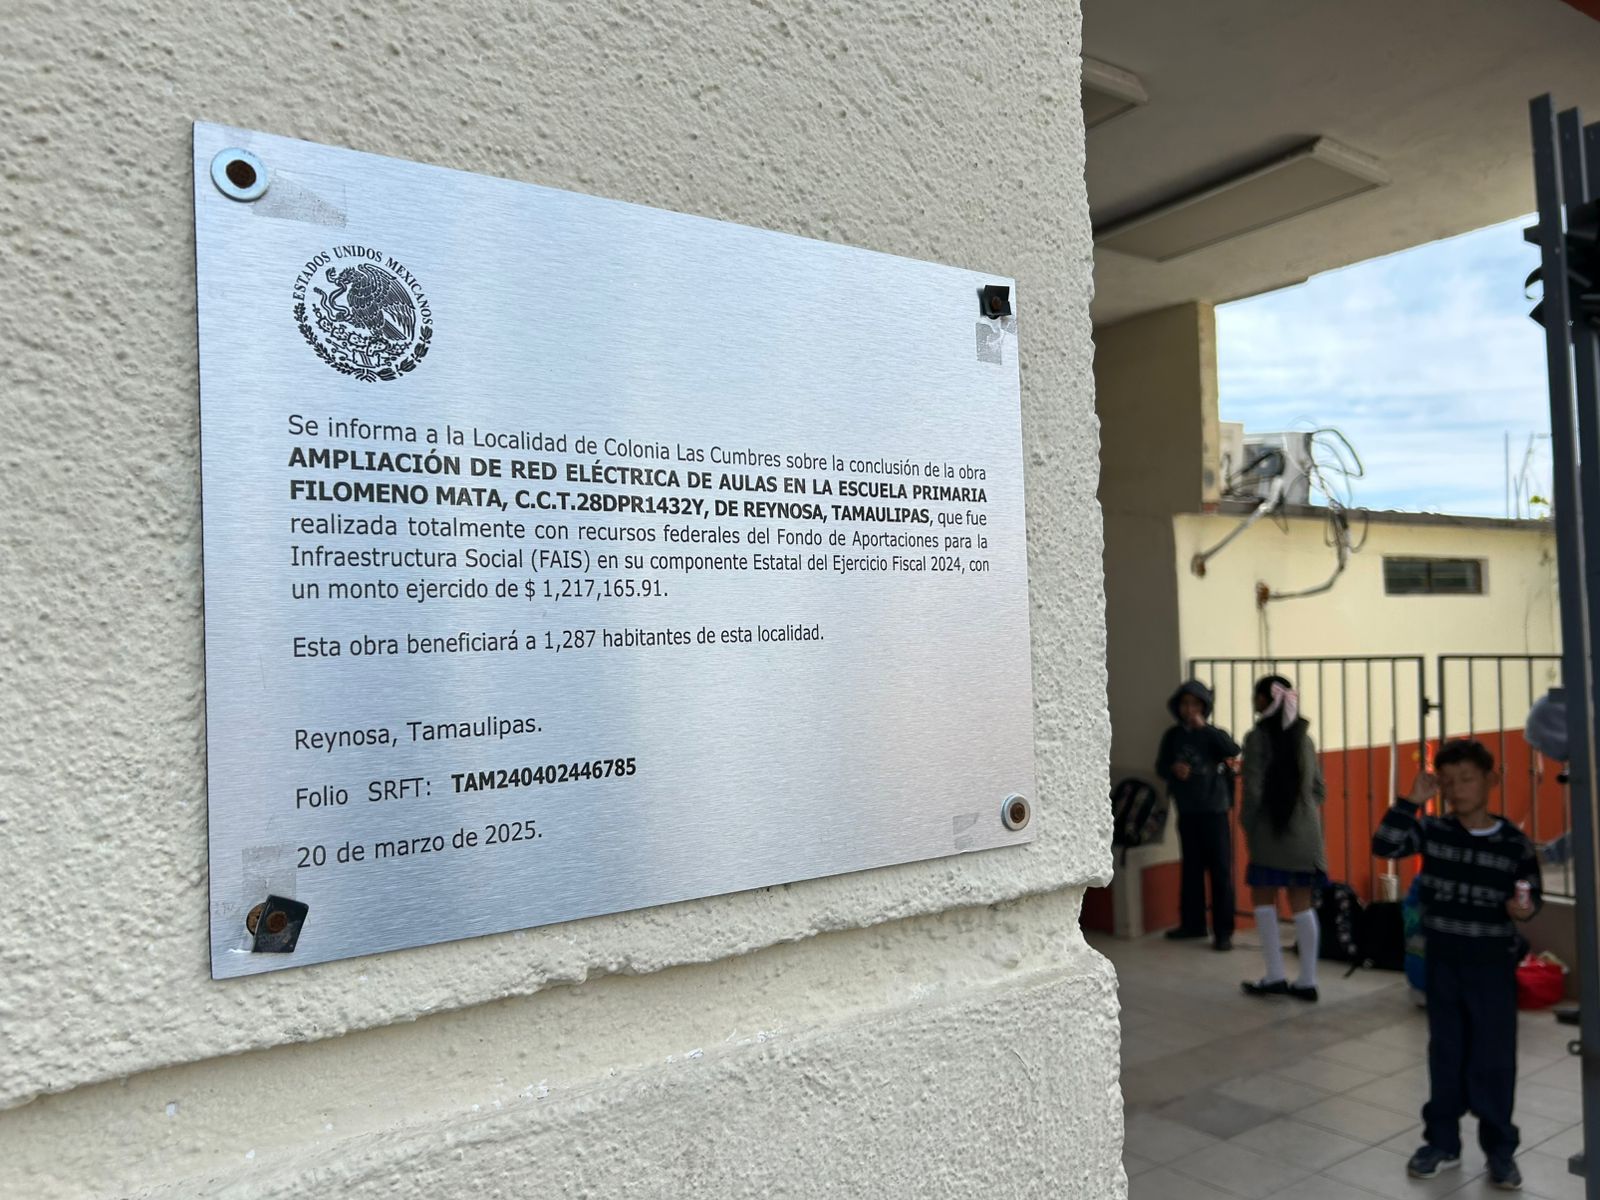 ESTADOS UNIDOS MEXICANOS
Se informa a la Localidad de Colonia Las Cumbres sobre la conclusión de la obra
AMPLIACIÓN DE RED ELÉCTRICA DE AULAS EN LA ESCUELA PRIMARIA
FILOMENO MATA, C.C.T.28DPR1432Y, DE REYNOSA, TAMAULIPAS, que fue
realizada totalmente con recursos federales del Fondo de Aportaciones para la
Infraestructura Social (FAIS) en su componente Estatal del Ejercicio Fiscal 2024, con
un monto ejercido de $ 1,217,165.91.
Esta obra beneficiará a 1,287 habitantes de esta localidad.
Reynosa, Tamaulipas.
Folio SRFT: TAM240402446785
20 de marzo de 2025.